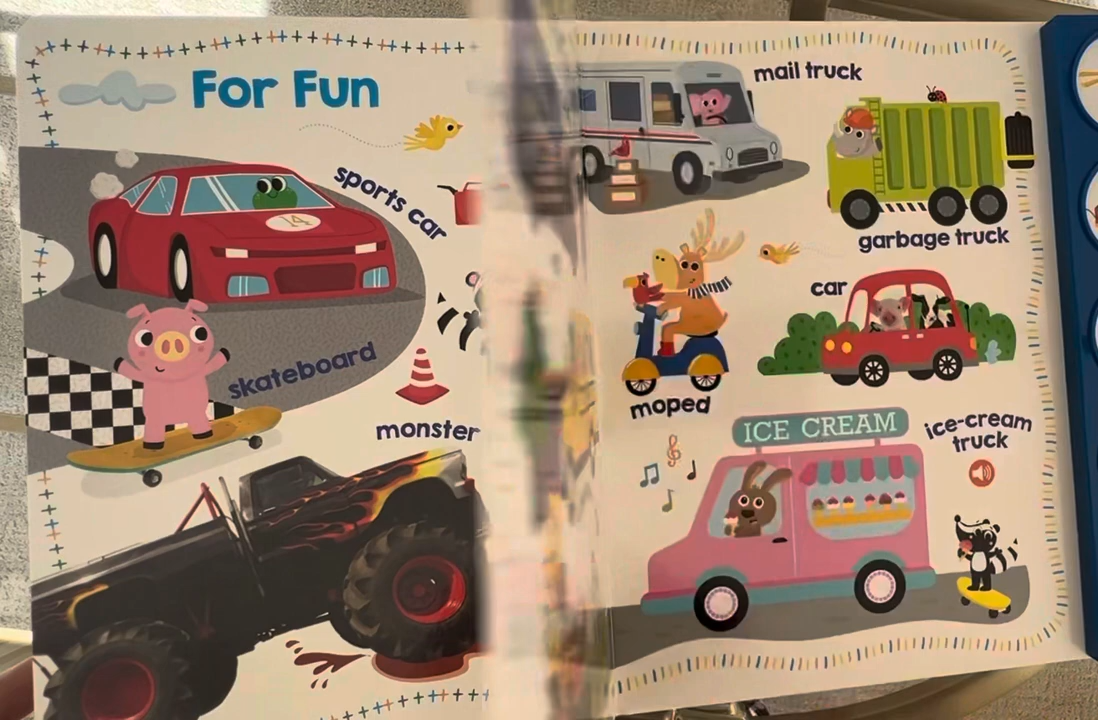 For Fun
sports car
14
skateboard
monster
mail truck
garbage truck
car
moped
ICE CREAM
ice-cream
truck